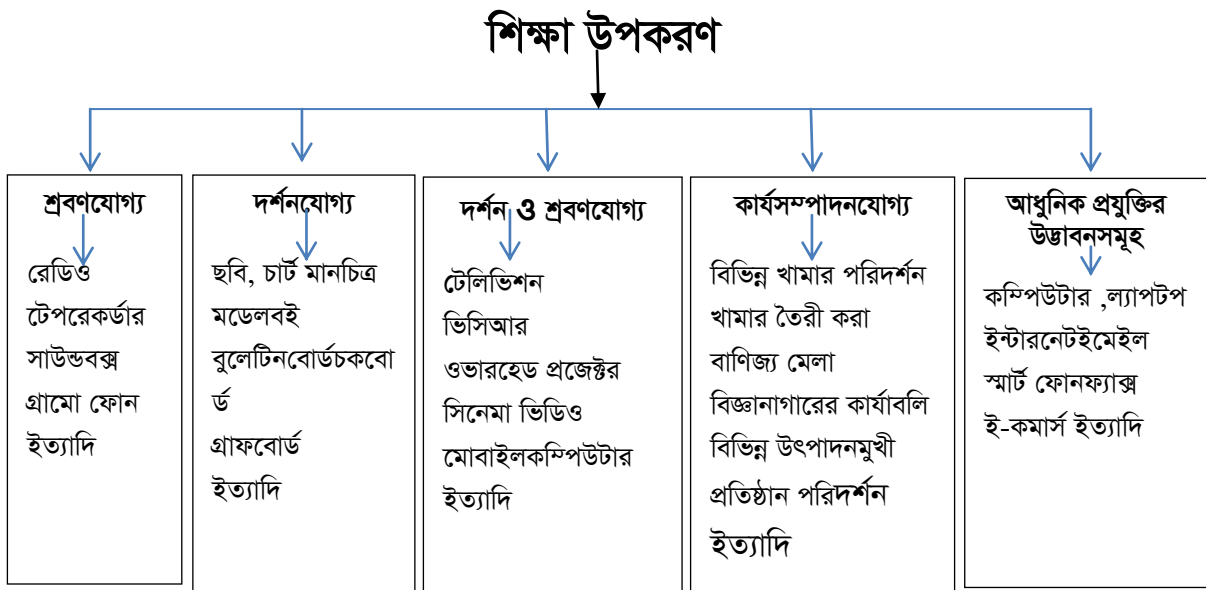 শিক্ষা উপকরণ
শ্রবণযোগ্য
রেডিও
টেপরেকর্ডার
সাউন্ডবক্স
গ্রামো ফোন
ইত্যাদি
দর্শনযোগ্য
ছবি, চার্ট মানচিত্র
মডেলবই
বুলেটিনবোর্ডচকবো
র্ড
গ্রাফবোর্ড
ইত্যাদি
দর্শন ও শ্রবণযোগ্য
টেলিভিশন
ভিসিআর
ওভারহেড প্রজেক্টর
সিনেমা ভিডিও
মোবাইলকম্পিউটার
ইত্যাদি
কার্যসম্পাদনযোগ্য
বিভিন্ন খামার পরিদর্শন
খামার তৈরী করা
বাণিজ্য মেলা
বিজ্ঞানাগারের কার্যাবলি
বিভিন্ন উৎপাদনমুখী
প্রতিষ্ঠান পরিদর্শন
ইত্যাদি
আধুনিক প্রযুক্তির
উদ্ভাবনসমূহ
কম্পিউটার ,ল্যাপটপ
ইন্টারনেটইমেইল
স্মার্ট ফোনফ্যাক্স
ই-কমার্স ইত্যাদি